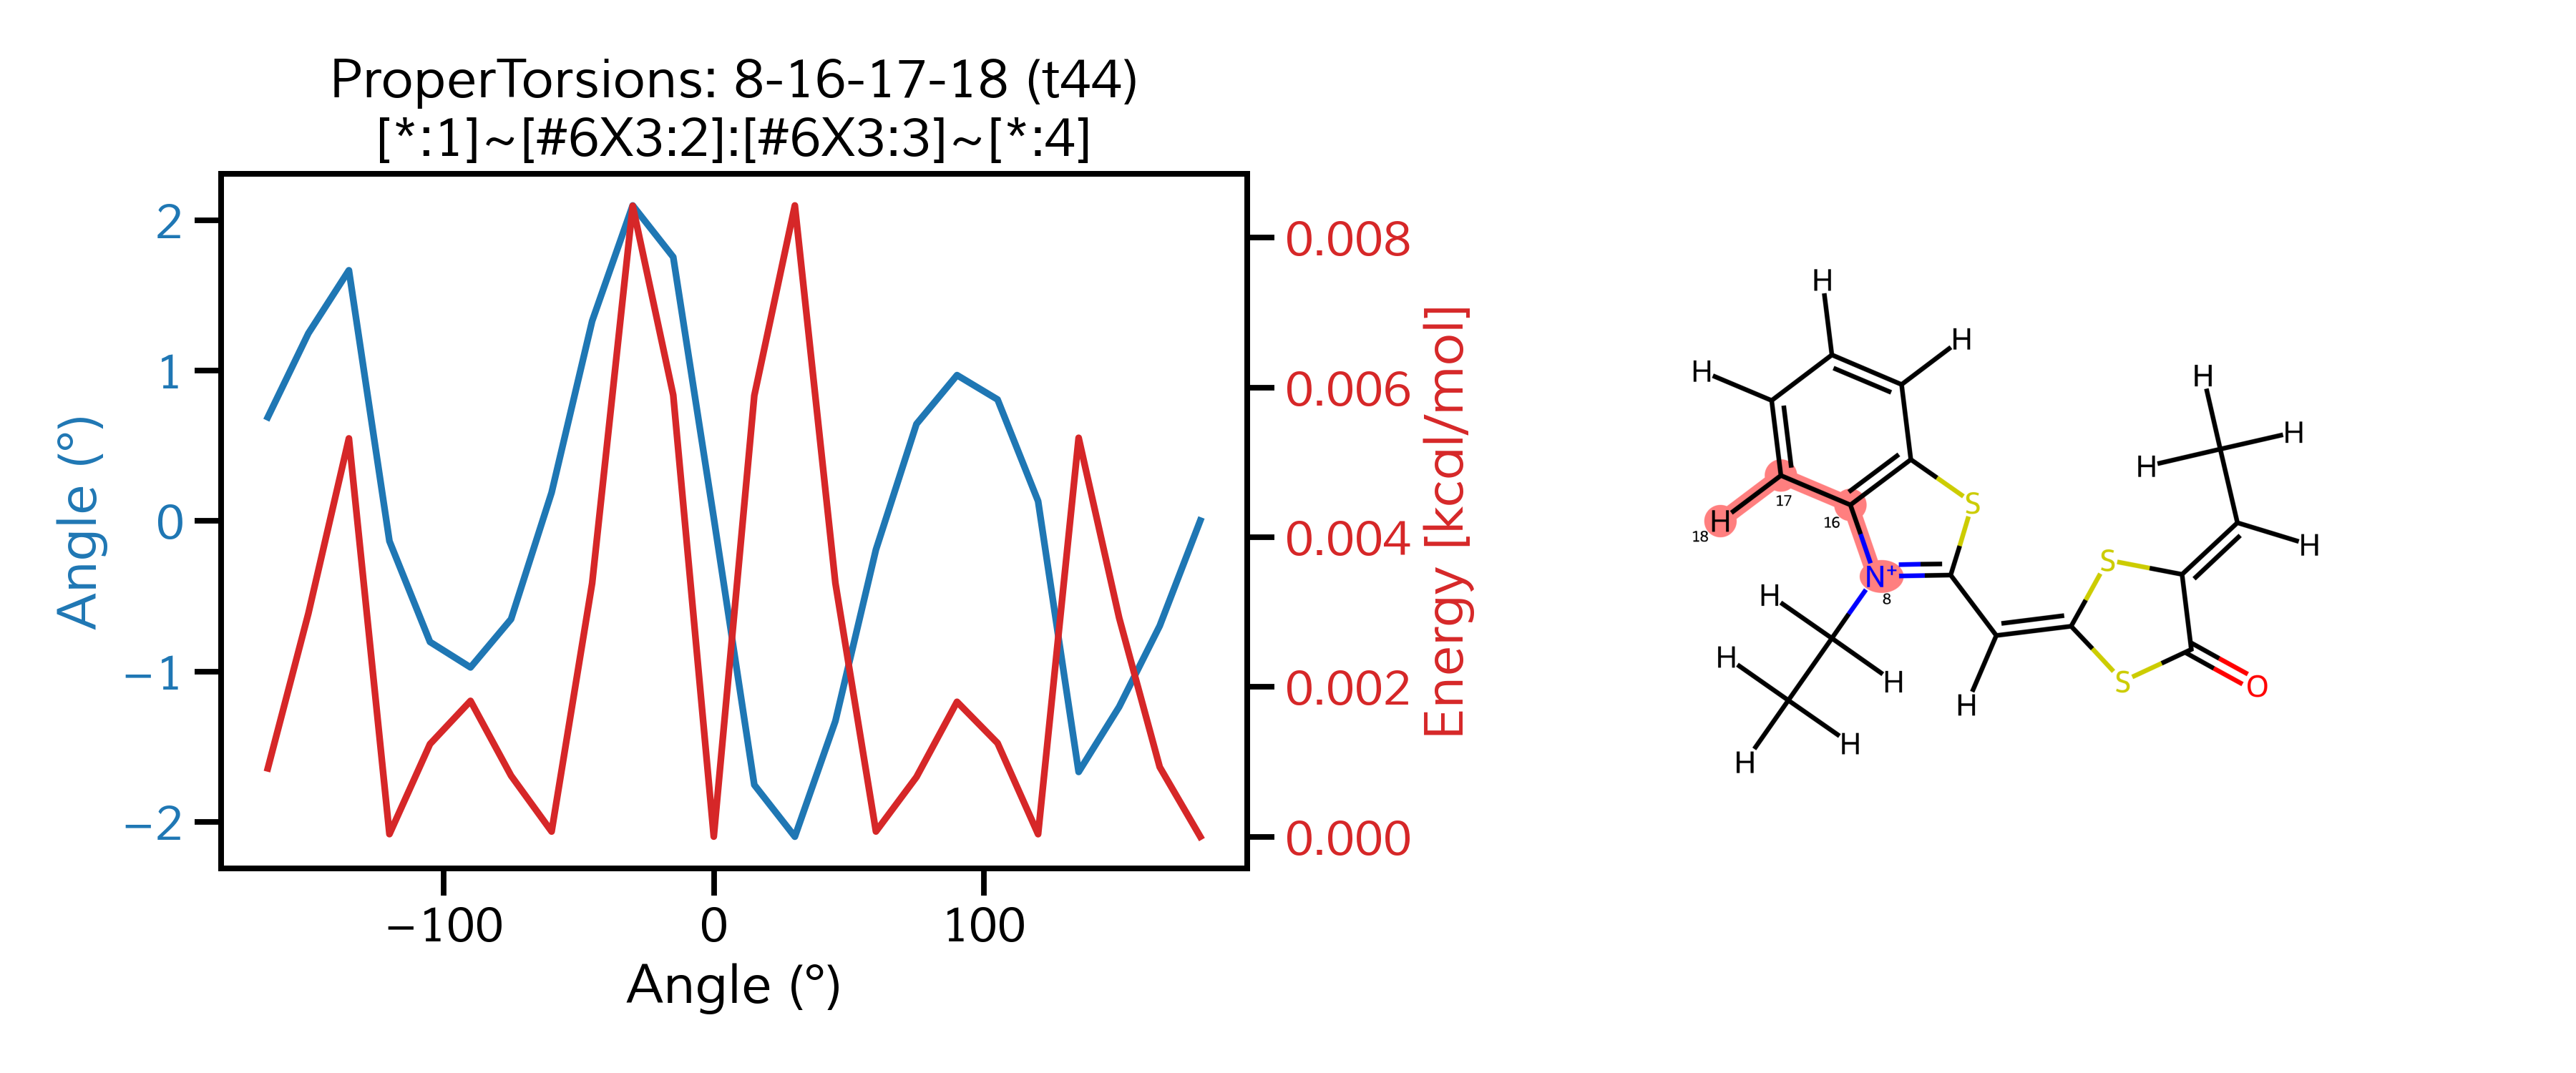 ProperTorsions: 8-16-17-18 (t44)
[*:1]~[#6X3:2]:[#6X3:3]~[*:4]
Angle (°)
2
1
0
−1
−2
0.008
0.006
0.004
0.002
0.000
Energy [kcal/mol]
−100
0
100
Angle (°)
H
H
H
H
H
H
S
17
16
18
H
S
H
N+
8
H
H
H
S
O
H
H
H
H